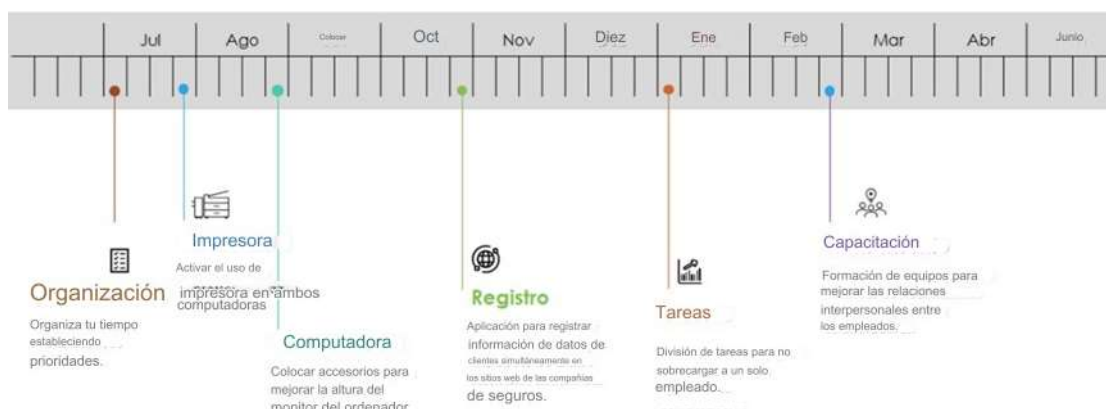 Jul
Ago
Colocar
Oct
Nov
Diez
Ene
Feb
Mar
Abr
Junio
Organización
Organiza tu tiempo
estableciendo
prioridades.
Impresora
Activar el uso de
impresora en ambos
computadoras
Computadora
Colocar accesorios para
mejorar la altura del
monitor del ordenador
Registro
Aplicación para registrar
información de datos de
clientes simultáneamente en
los sitios web de las compañías
de seguros.
Tareas
División de tareas para no
sobrecargar a un solo
empleado.
Capacitación
Formación de equipos para
mejorar las relaciones
interpersonales entre
los empleados.